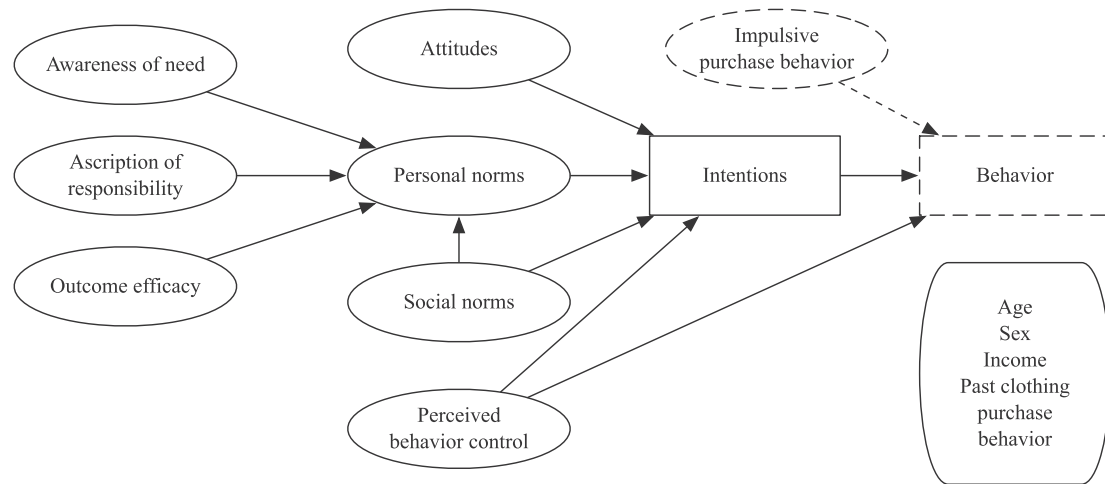 Awareness of need
Attitudes
Impulsive
purchase behavior
Ascription of
responsibility
Personal norms
Intentions
Behavior
Outcome efficacy
Social norms
Perceived
behavior control
Age
Sex
Income
Past clothing
purchase
behavior